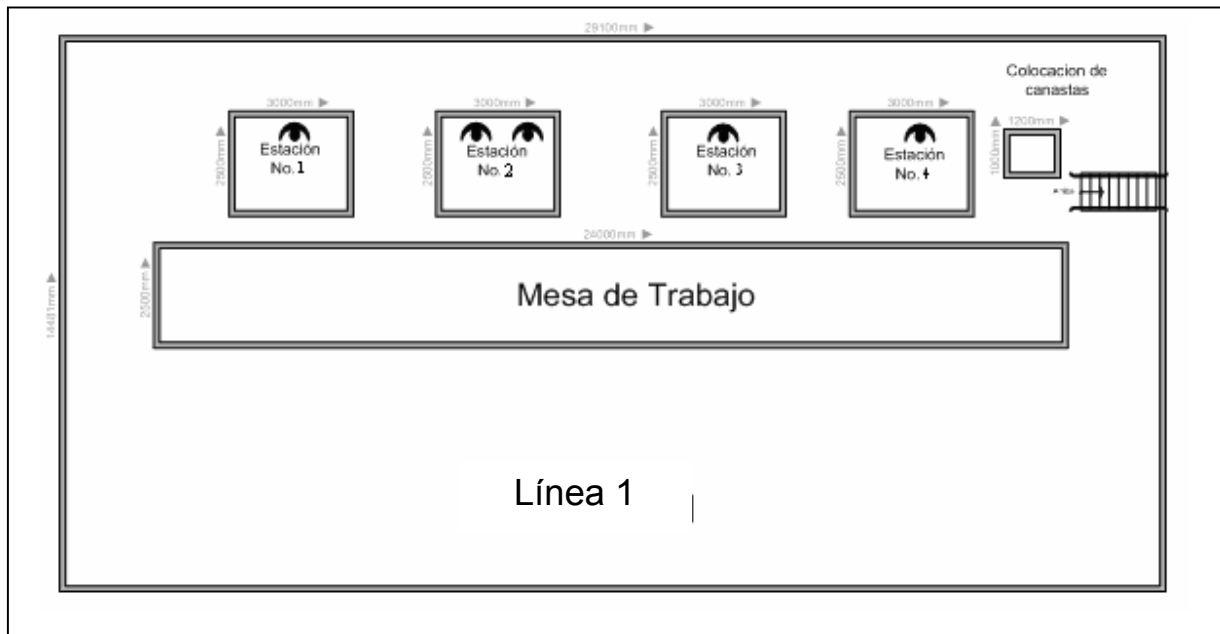 29100mm
Colocacion de
canastas
3000mm
3000mm
3000mm
3000mm
1200mm
2500mm
Estación
No.1
2500mm
Estación
No.2
2500mm
Estación
No. 3
2500mm
Estación
No.4
1000mm
24000mm
2500mm
Mesa de Trabajo
14481mm
Línea 1